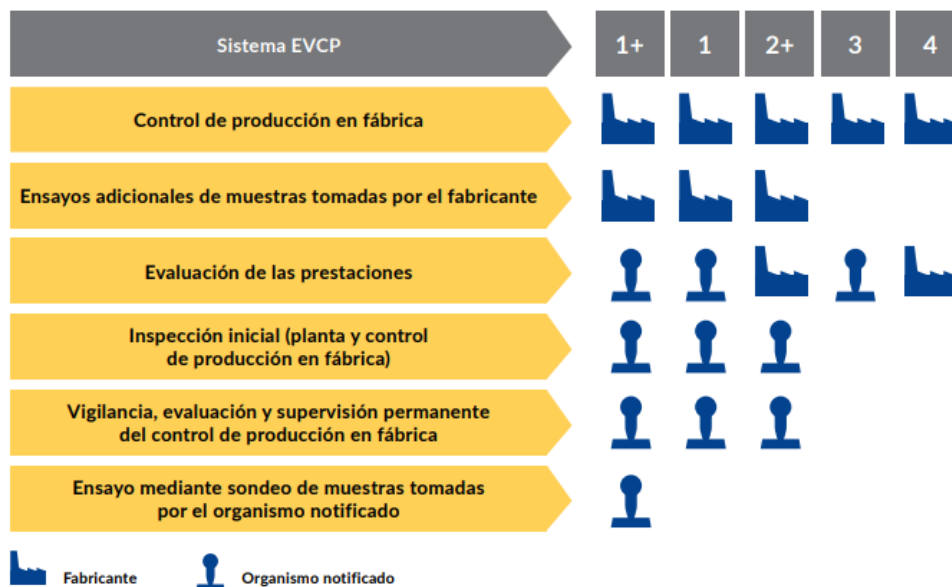 Sistema EVCP 1+ 1 2+ 3 4
Control de producción en fábrica
Ensayos adicionales de muestras tomadas por el fabricante
Evaluación de las prestaciones
Inspección inicial (planta y control
de producción en fábrica)
Vigilancia, evaluación y supervisión permanente
del control de producción en fábrica
Ensayo mediante sondeo de muestras tomadas
por el organismo notificado
Fabricante Organismo notificado